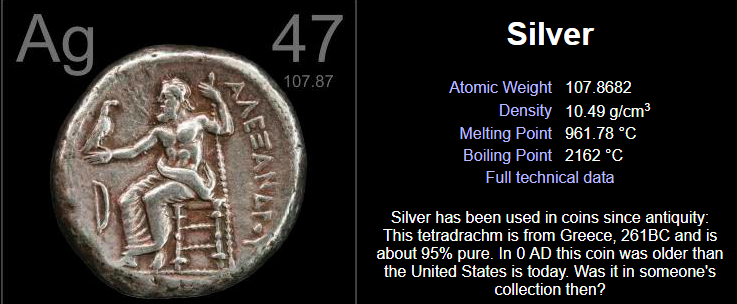 Ag
47
107.87
ΑΛΕΞΑΝΔΡΟΥ
Silver
Atomic Weight 107.8682
Density 10.49 g/cm³
Melting Point 961.78 °C
Boiling Point 2162 °C
Full technical data
Silver has been used in coins since antiquity:
This tetradrachm is from Greece, 261BC and is
about 95% pure. In 0 AD this coin was older than
the United States is today. Was it in someone's
collection then?